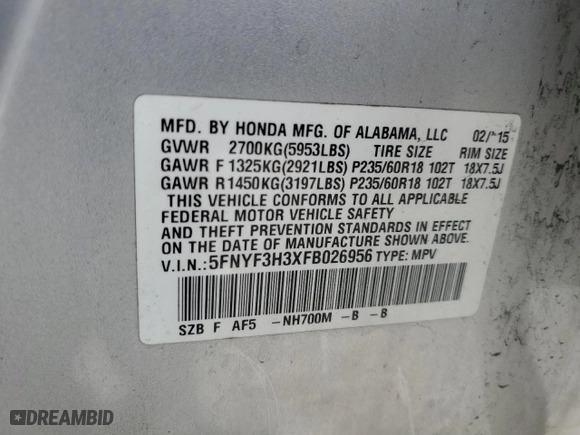 MFD. BY HONDA MFG. OF ALABAMA, LLC 02/15
GVWR 2700KG(5953LBS) TIRE SIZE RIM SIZE
GAWR F 1325KG(2921LBS) P235/60R18 102T 18X7.5J
GAWR R1450KG(3197LBS) P235/60R18 102T 18X7.5J
THIS VEHICLE CONFORMS TO ALL APPLICABLE
FEDERAL MOTOR VEHICLE SAFETY
AND THEFT PREVENTION STANDARDS IN EFFECT
ON THE DATE OF MANUFACTURE SHOWN ABOVE.
V.I.N.:5FNYF3H3XFB026956 TYPE: MPV
SZB F AF5 -NH700M -B -B
DREAMBID